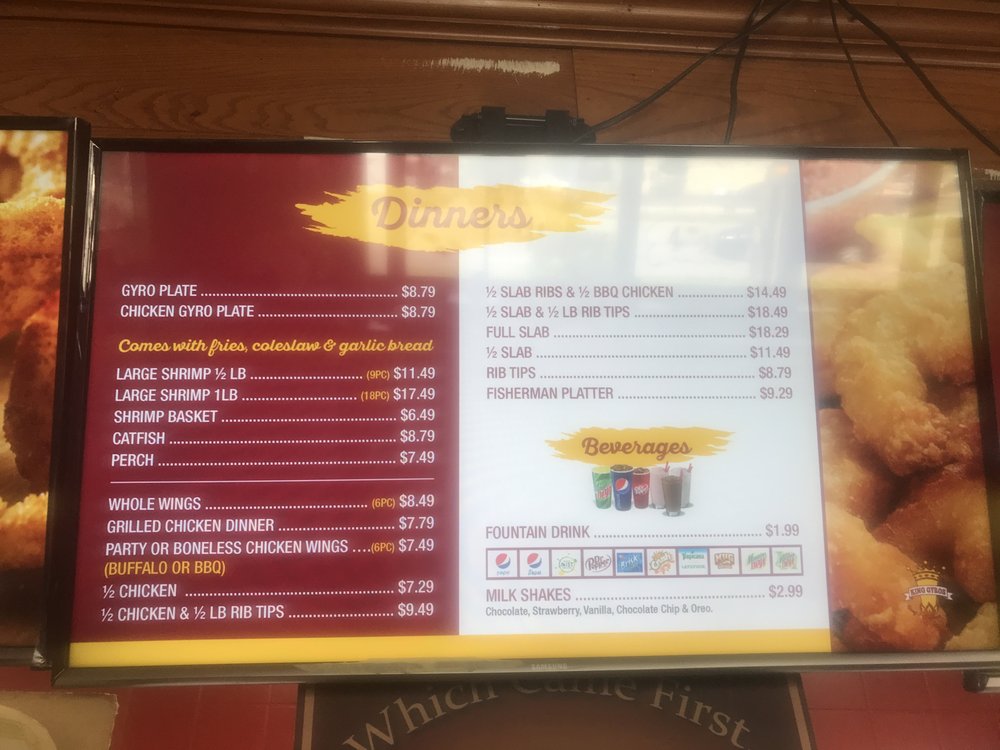 Dinners
GYRO PLATE ........ $8.79
CHICKEN GYRO PLATE ........ $8.79
Comes with fries, coleslaw & garlic bread
LARGE SHRIMP ½ LB ........ (9PC) $11.49
LARGE SHRIMP 1LB ........ (18PC) $17.49
SHRIMP BASKET ........ $6.49
CATFISH ........ $8.79
PERCH ........ $7.49
WHOLE WINGS ........ (6PC) $8.49
GRILLED CHICKEN DINNER ........ $7.79
PARTY OR BONELESS CHICKEN WINGS ....(6PC) $7.49
(BUFFALO OR BBQ)
½ CHICKEN ........ $7.29
½ CHICKEN & ½ LB RIB TIPS ........ $9.49
½ SLAB RIBS & ½ BBQ CHICKEN ........ $14.49
½ SLAB & ½ LB RIB TIPS ........ $18.49
FULL SLAB ........ $18.29
½ SLAB ........ $11.49
RIB TIPS ........ $8.79
FISHERMAN PLATTER ........ $9.29
Beverages
FOUNTAIN DRINK ........ $1.99
pepsi
Dr Pepper
MILK SHAKES ........ $2.99
Chocolate, Strawberry, Vanilla, Chocolate Chip & Oreo.
KING GYROS
SAMSUNG
Which Came First